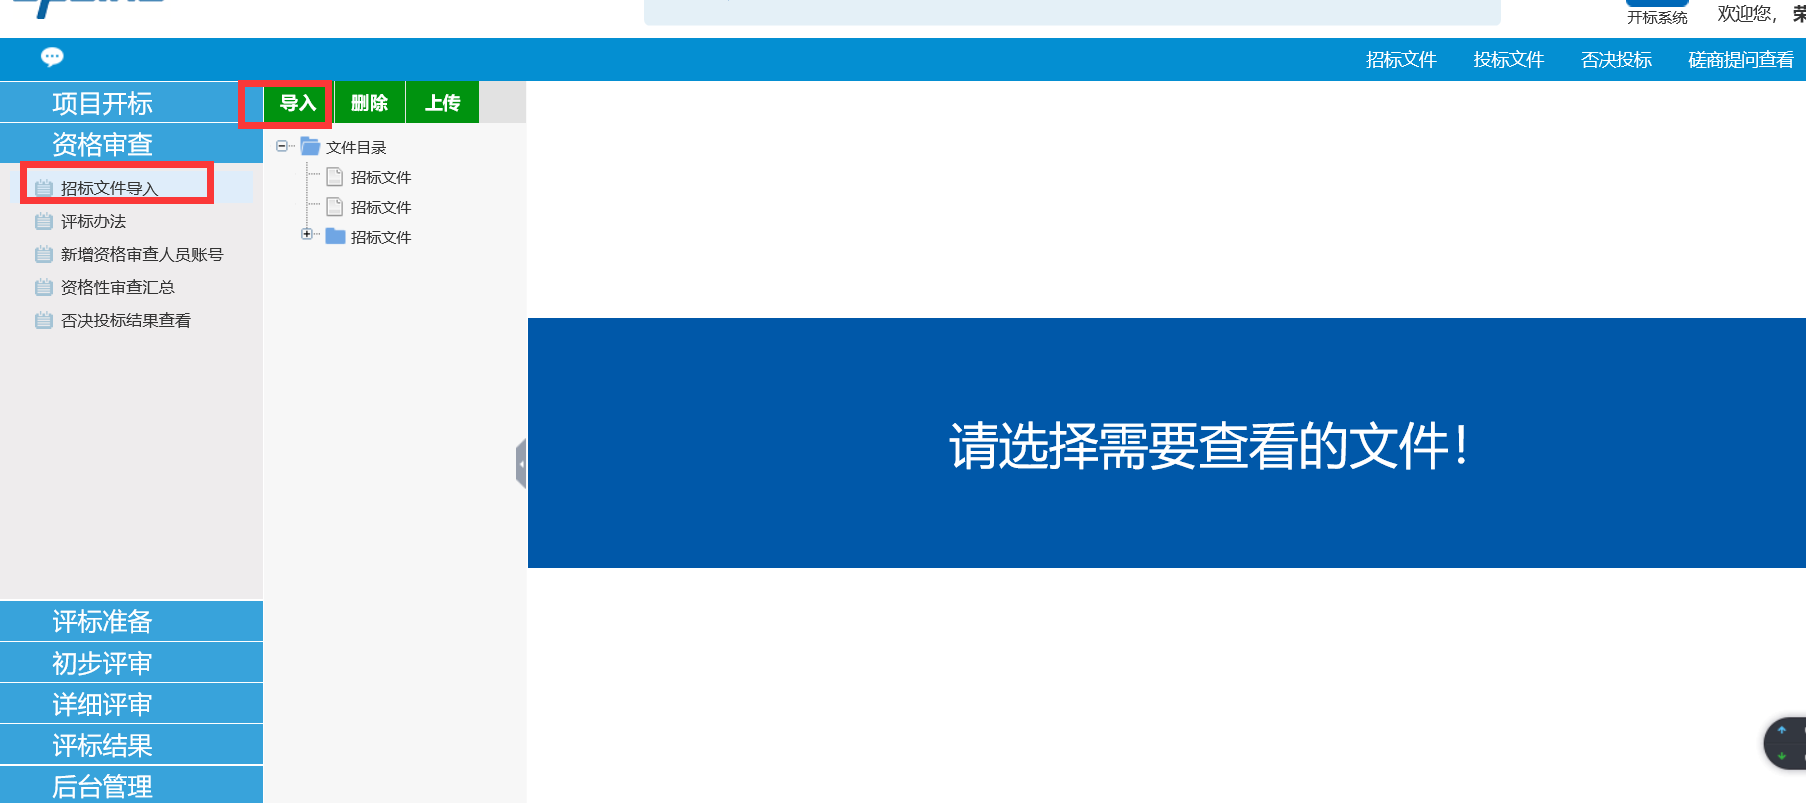 开标系统
欢迎您，荣
招标文件
投标文件
否决投标
磋商提问查看
项目开标
资格审查
招标文件导入
评标办法
新增资格审查人员账号
资格性审查汇总
否决投标结果查看
评标准备
初步评审
详细评审
评标结果
后台管理
导入
删除
上传
文件目录
招标文件
招标文件
招标文件
请选择需要查看的文件！